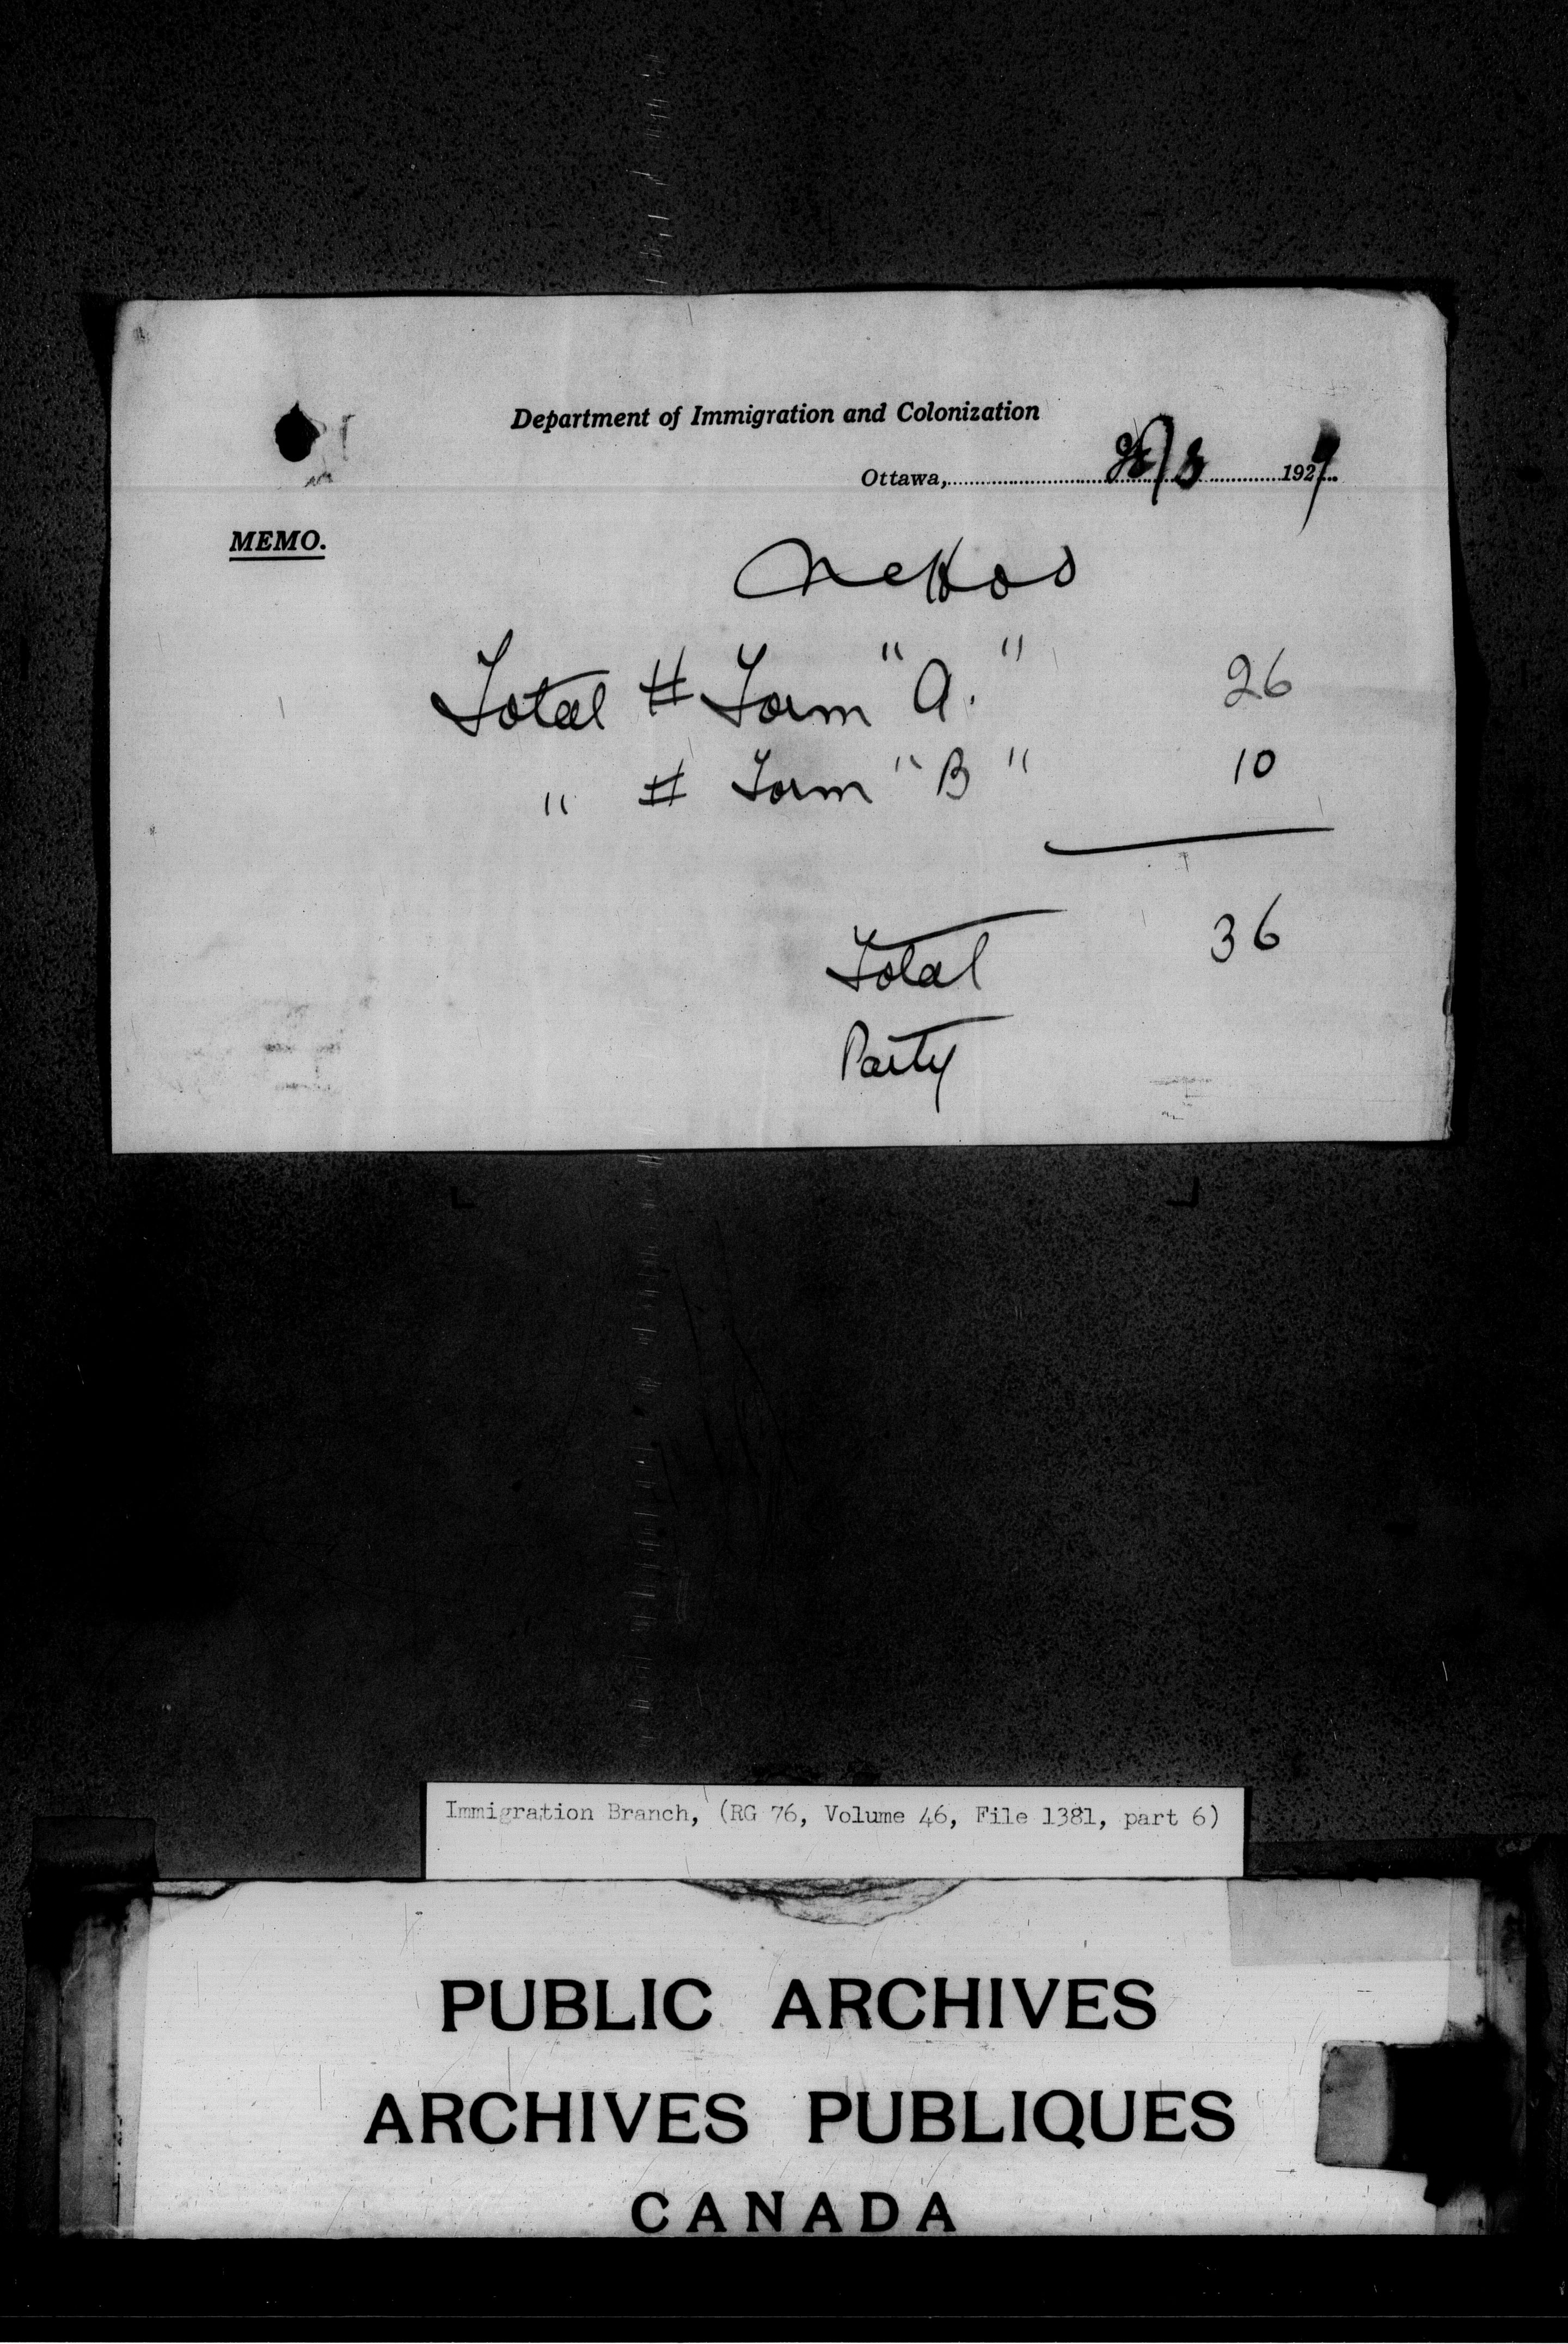 Department of Immigration and Colonization
Ottawa, 1929
MEMO.
Total # Form "A." 26
" # Form "B" 10
Total 36
Party
Immigration Branch, (RG 76, Volume 46, File 1381, part 6)
PUBLIC ARCHIVES
ARCHIVES PUBLIQUES
CANADA